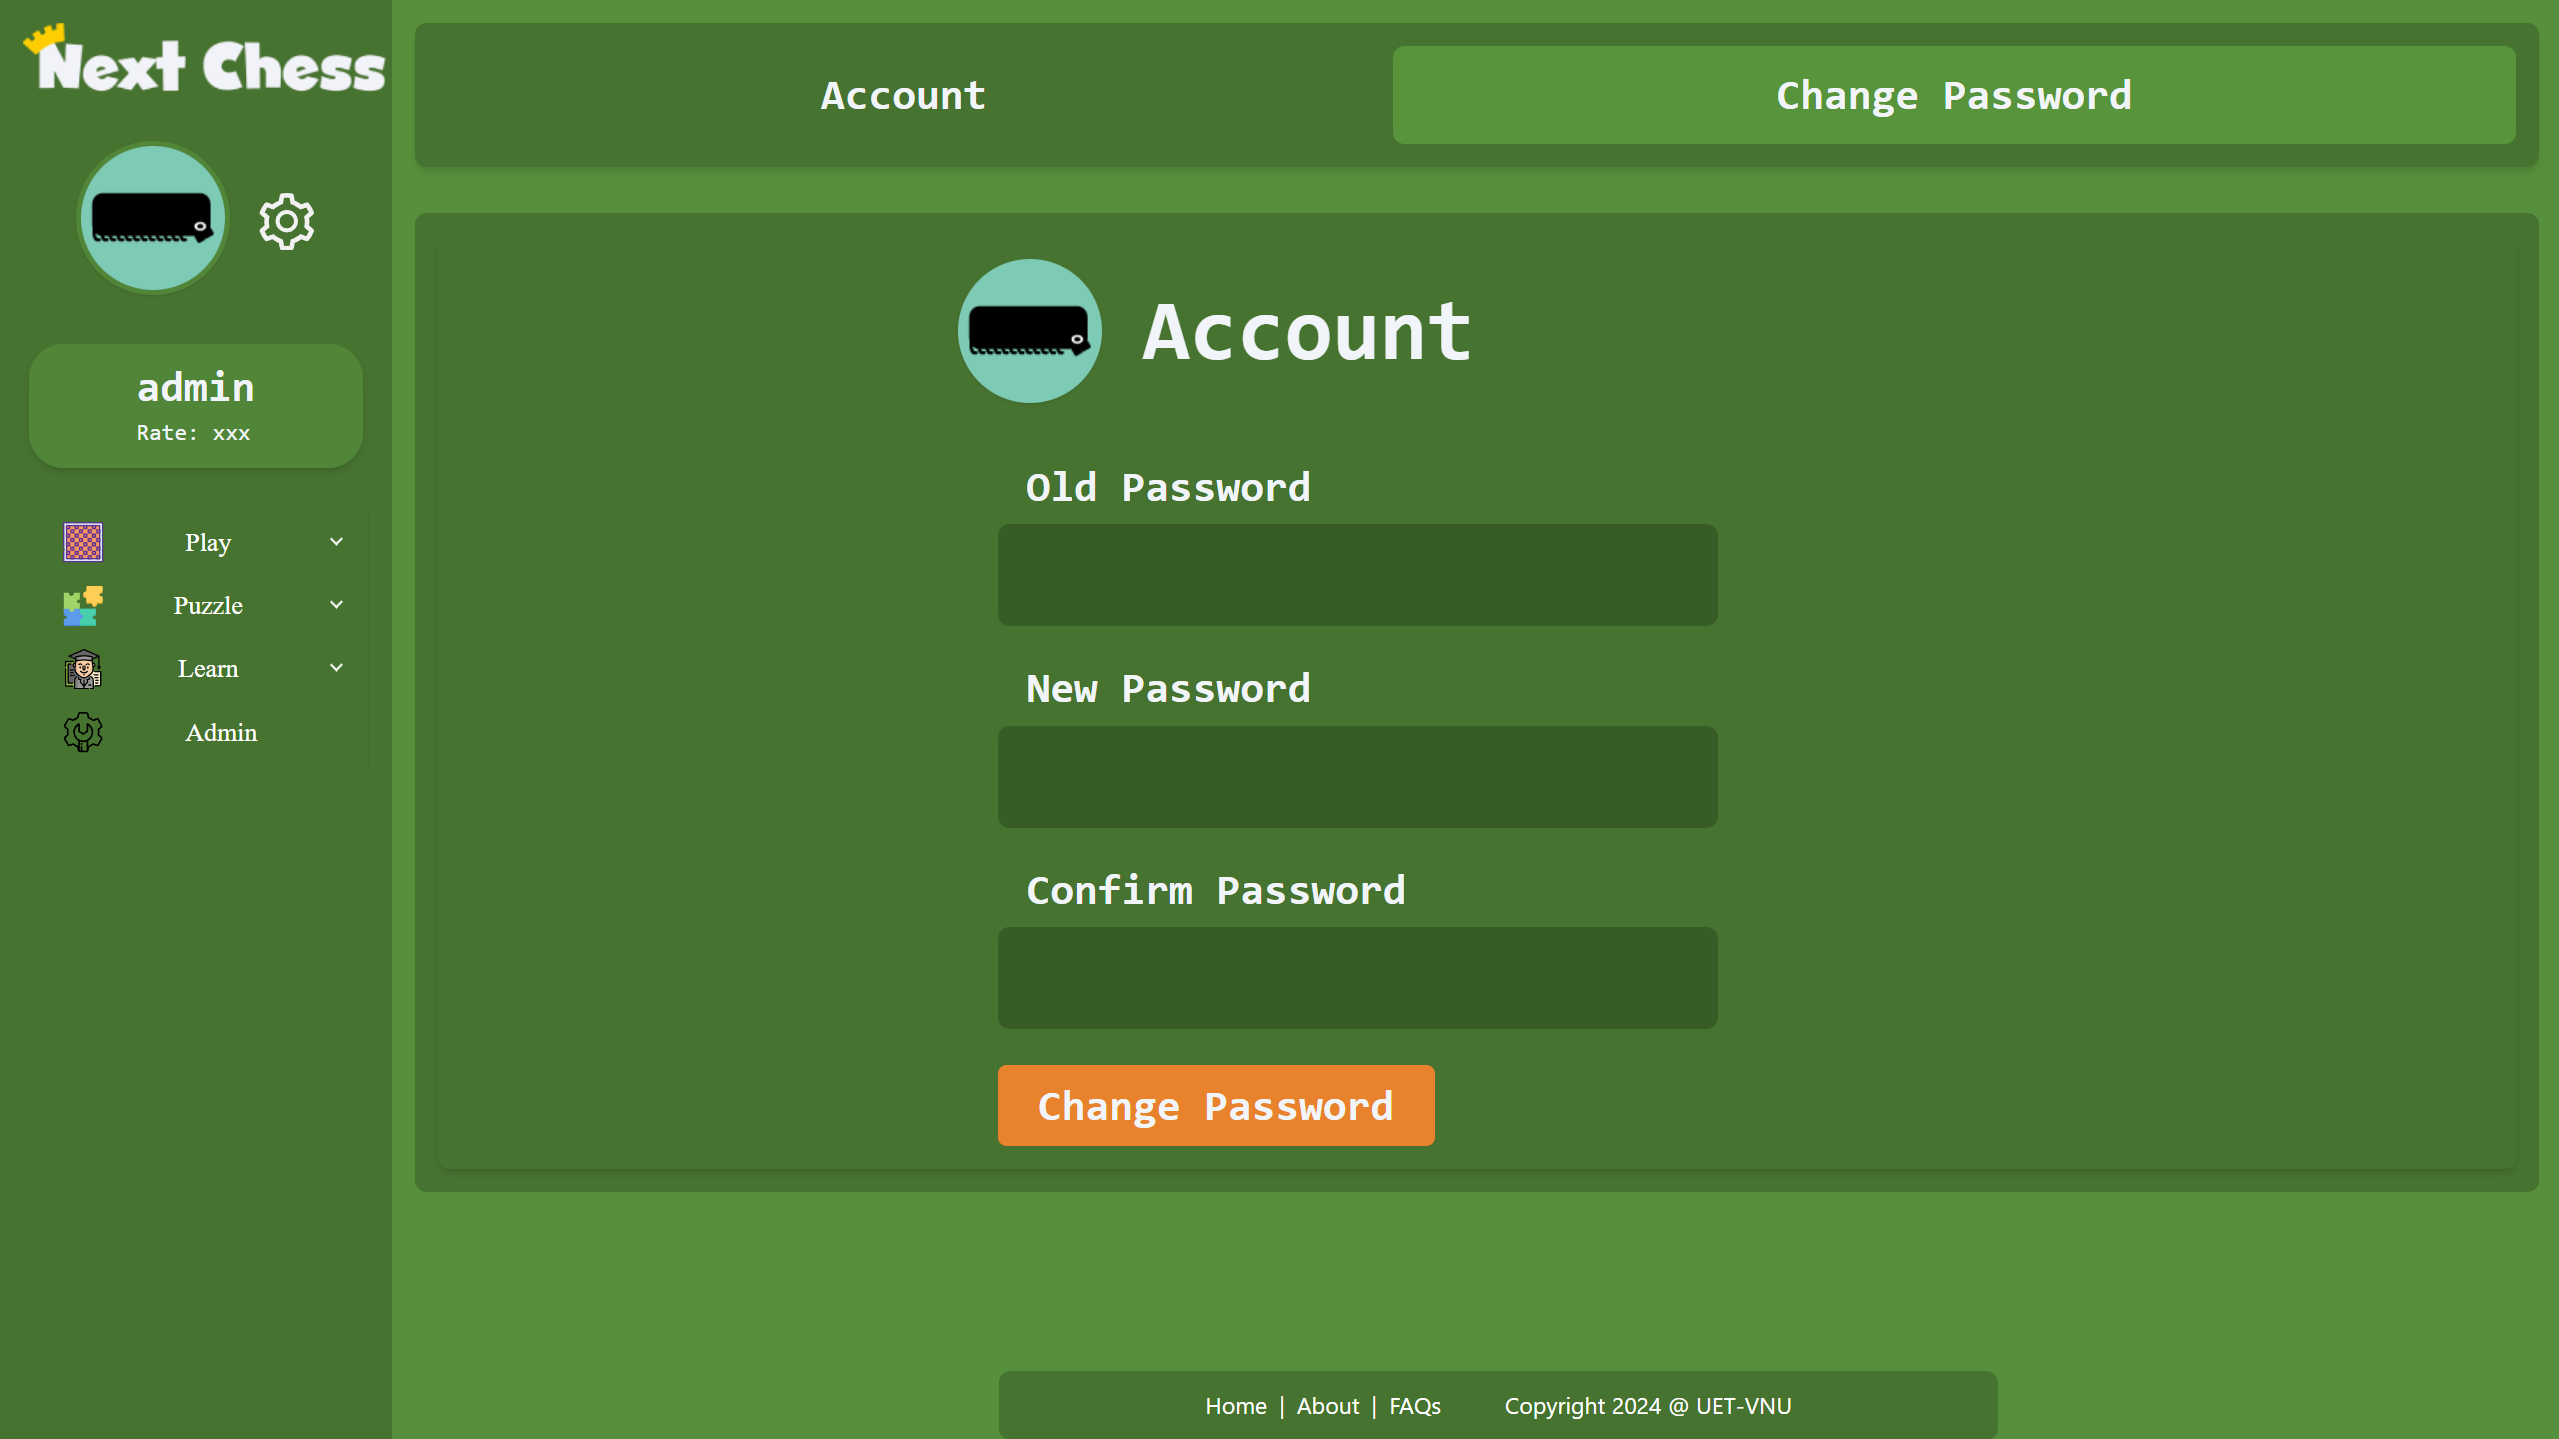 Next Chess
admin
Rate: xxx
Play
Puzzle
Learn
Admin
Account
Change Password
Account
Old Password
New Password
Confirm Password
Change Password
Home | About | FAQs Copyright 2024 @ UET-VNU